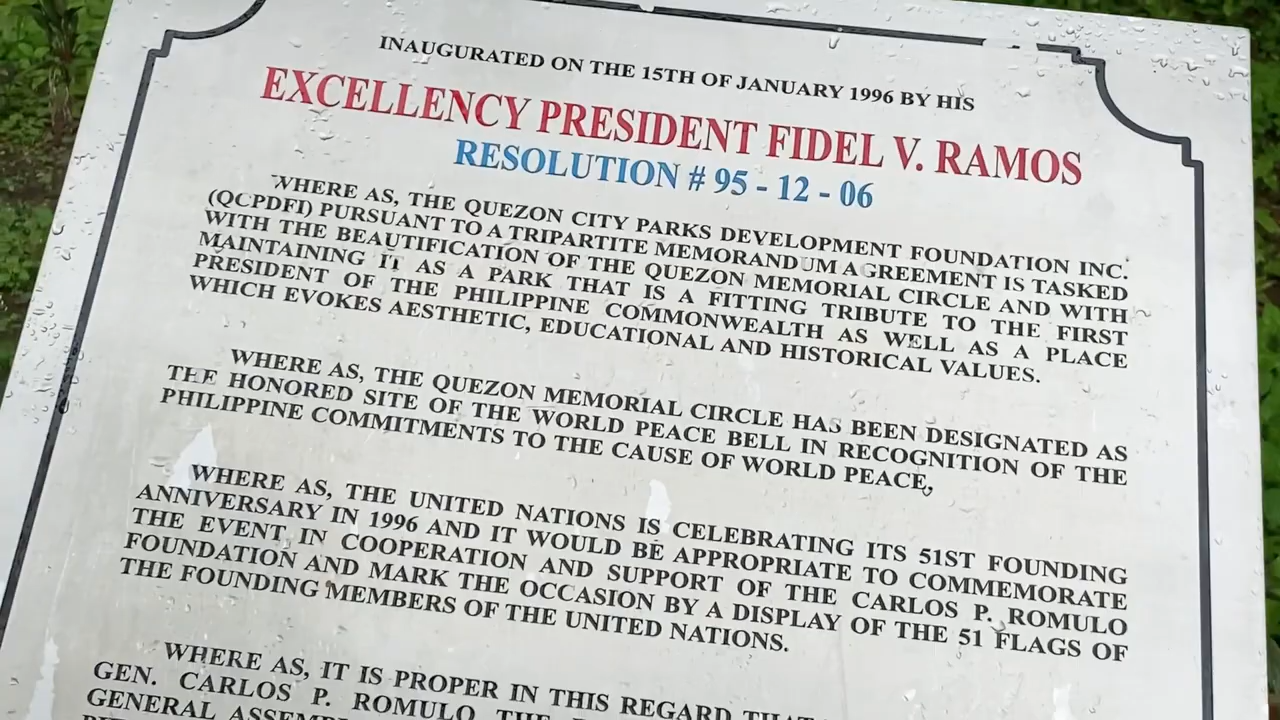 INAUGURATED ON THE 15TH OF JANUARY 1996 BY HIS
EXCELLENCY PRESIDENT FIDEL V. RAMOS
RESOLUTION # 95 - 12 - 06
WHERE AS, THE QUEZON CITY PARKS DEVELOPMENT FOUNDATION INC.
(QCPDFI) PURSUANT TO A TRIPARTITE MEMORANDUM AGREEMENT IS TASKED
WITH THE BEAUTIFICATION OF THE QUEZON MEMORIAL CIRCLE AND WITH
MAINTAINING IT AS A PARK THAT IS A FITTING TRIBUTE TO THE FIRST
PRESIDENT OF THE PHILIPPINE COMMONWEALTH AS WELL AS A PLACE
WHICH EVOKES AESTHETIC, EDUCATIONAL AND HISTORICAL VALUES.
WHERE AS, THE QUEZON MEMORIAL CIRCLE HAS BEEN DESIGNATED AS
THE HONORED SITE OF THE WORLD PEACE BELL IN RECOGNITION OF THE
PHILIPPINE COMMITMENTS TO THE CAUSE OF WORLD PEACE,
WHERE AS, THE UNITED NATIONS IS CELEBRATING ITS 51ST FOUNDING
ANNIVERSARY IN 1996 AND IT WOULD BE APPROPRIATE TO COMMEMORATE
THE EVENT, IN COOPERATION AND SUPPORT OF THE CARLOS P. ROMULO
FOUNDATION AND MARK THE OCCASION BY A DISPLAY OF THE 51 FLAGS OF
THE FOUNDING MEMBERS OF THE UNITED NATIONS.
WHERE AS, IT IS PROPER IN THIS REGARD THAT
GEN. CARLOS P. ROMULO THE
GENERAL ASSEMB